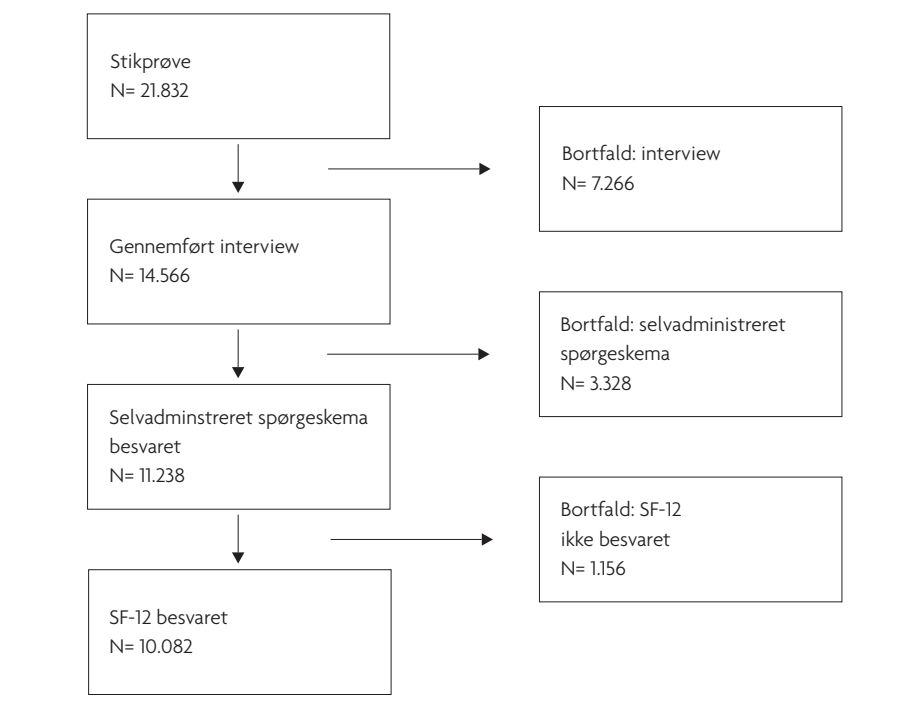 Stikprøve
N= 21.832
Bortfald: interview
N= 7.266
Gennemført interview
N= 14.566
Bortfald: selvadministreret
spørgeskema
N= 3.328
Selvadminstreret spørgeskema
besvaret
N= 11.238
Bortfald: SF-12
ikke besvaret
N= 1.156
SF-12 besvaret
N= 10.082